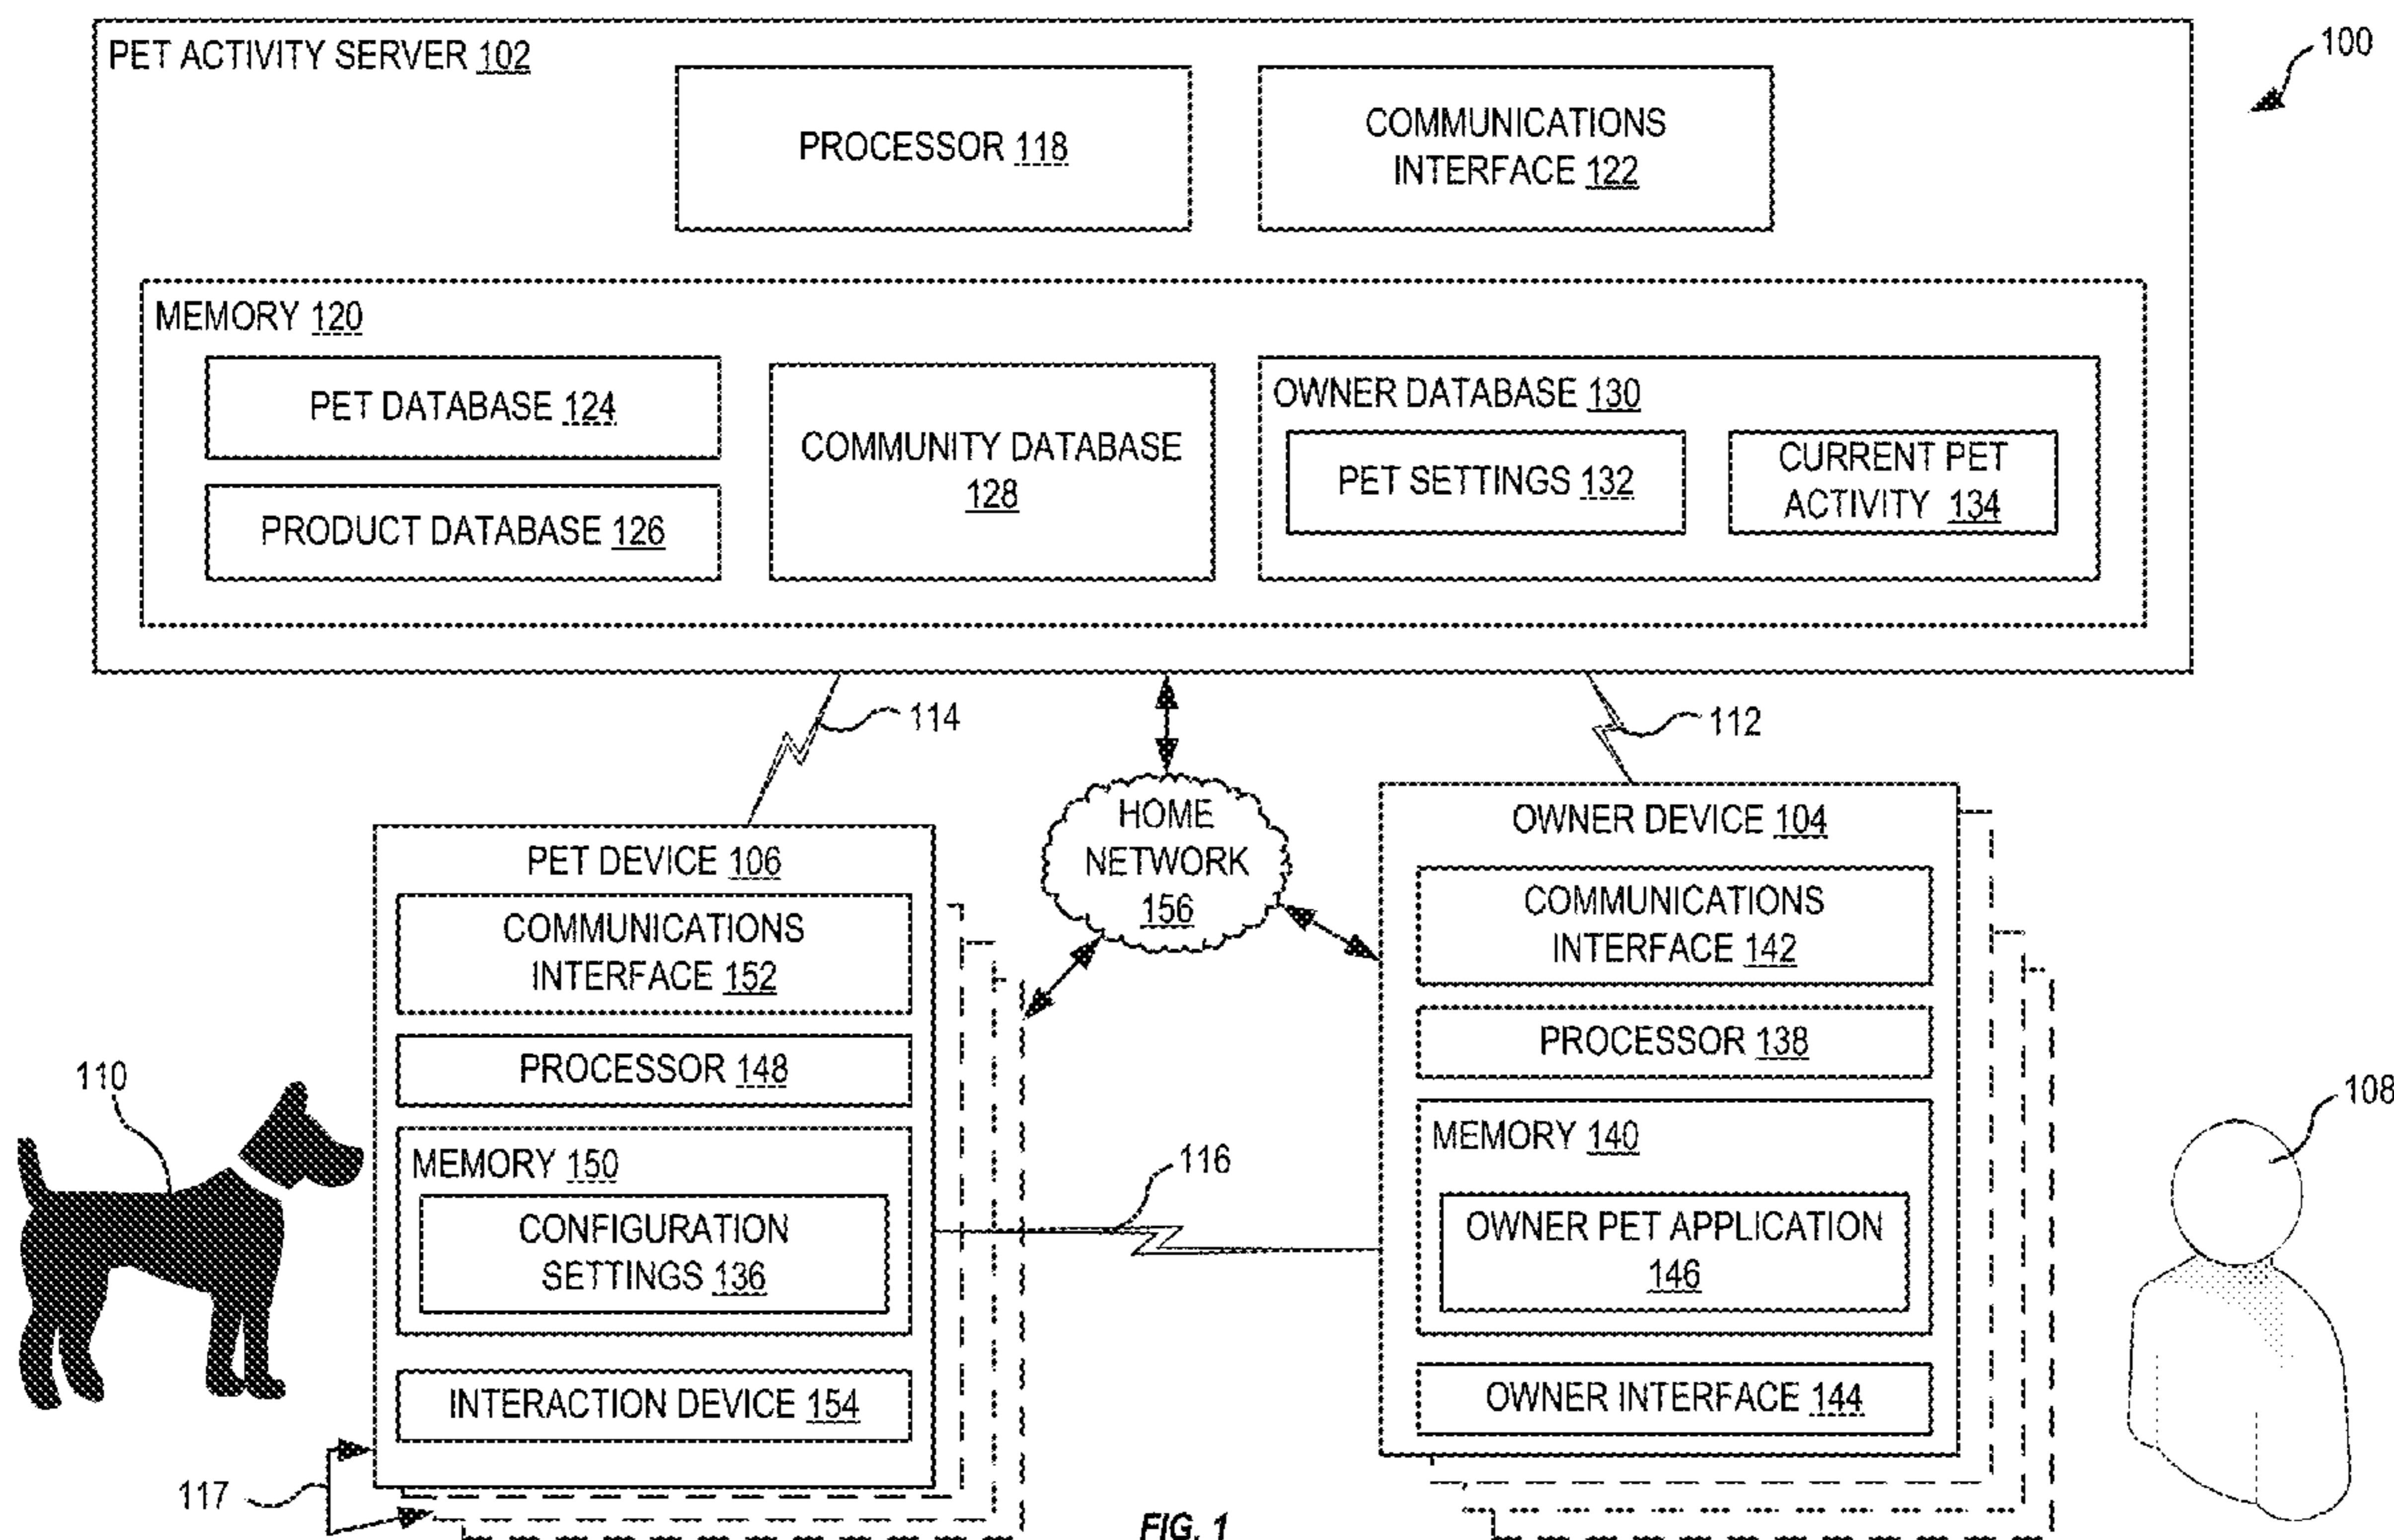 PET ACTIVITY SERVER 102
100
PROCESSOR 118
COMMUNICATIONS
INTERFACE 122
MEMORY 120
PET DATABASE 124
PRODUCT DATABASE 126
COMMUNITY DATABASE
128
OWNER DATABASE 130
PET SETTINGS 132
CURRENT PET
ACTIVITY 134
114
112
HOME
NETWORK
156
PET DEVICE 106
COMMUNICATIONS
INTERFACE 152
PROCESSOR 148
MEMORY 150
CONFIGURATION
SETTINGS 136
INTERACTION DEVICE 154
110
117
116
OWNER DEVICE 104
COMMUNICATIONS
INTERFACE 142
PROCESSOR 138
MEMORY 140
OWNER PET APPLICATION
146
OWNER INTERFACE 144
108
FIG. 1